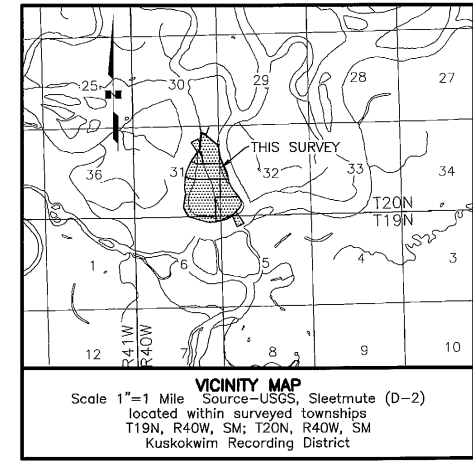 25 30 29 28 27
THIS SURVEY
36 31 32 33 34
T20N
T19N
1 6 5 4 3
R41W
R40W
12 7 8 9 10
VICINITY MAP
Scale 1"=1 Mile Source-USGS, Sleetmute (D-2)
located within surveyed townships
T19N, R40W, SM; T20N, R40W, SM
Kuskokwim Recording District